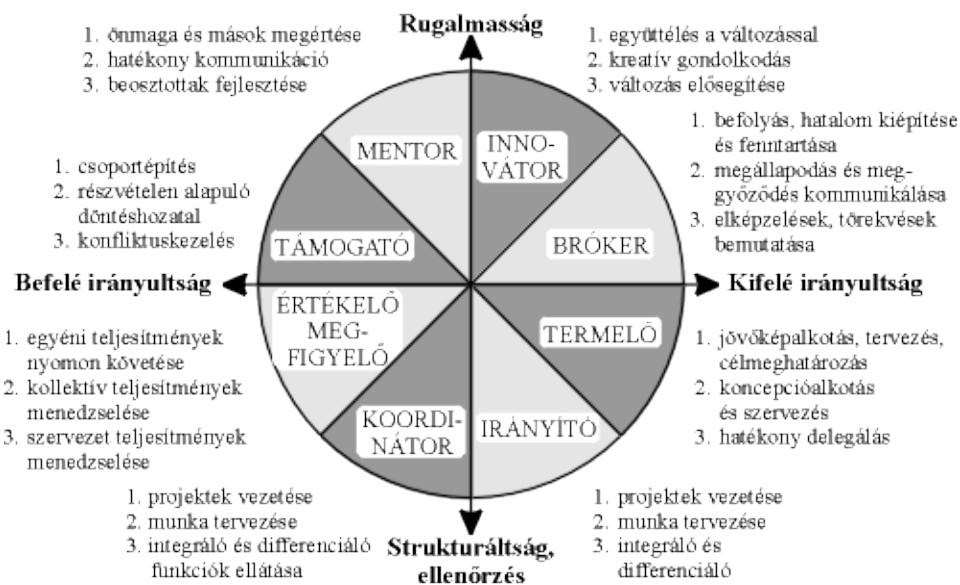 Rugalmasság
1. önmaga és mások megértése
2. hatékony kommunikáció
3. beosztottak fejlesztése
1. együttélés a változással
2. kreatív gondolkodás
3. változás elősegítése
1. csoportépítés
2. részvételen alapuló
döntéshozatal
3. konfliktuskezelés
MENTOR
INNO-
VÁTOR
1. befolyás, hatalom kiépítése
és fenntartása
2. megállapodás és meg-
győződés kommunikálása
3. elképzelések, törekvések
bemutatása
TÁMOGATÓ
BRÓKER
Befelé irányultság
Kifelé irányultság
1. egyéni teljesítmények
nyomon követése
2. kollektív teljesítmények
menedzselése
3. szervezet teljesítmények
menedzselése
ÉRTÉKELŐ
MEG-
FIGYELŐ
TERMELŐ
1. jövőképalkotás, tervezés,
célmeghatározás
2. koncepcióalkotás
és szervezés
3. hatékony delegálás
KOORDI-
NÁTOR
IRÁNYÍTÓ
1. projektek vezetése
2. munka tervezése
3. integráló és differenciáló
funkciók ellátása
Strukturáltság,
ellenőrzés
1. projektek vezetése
2. munka tervezése
3. integráló és
differenciáló